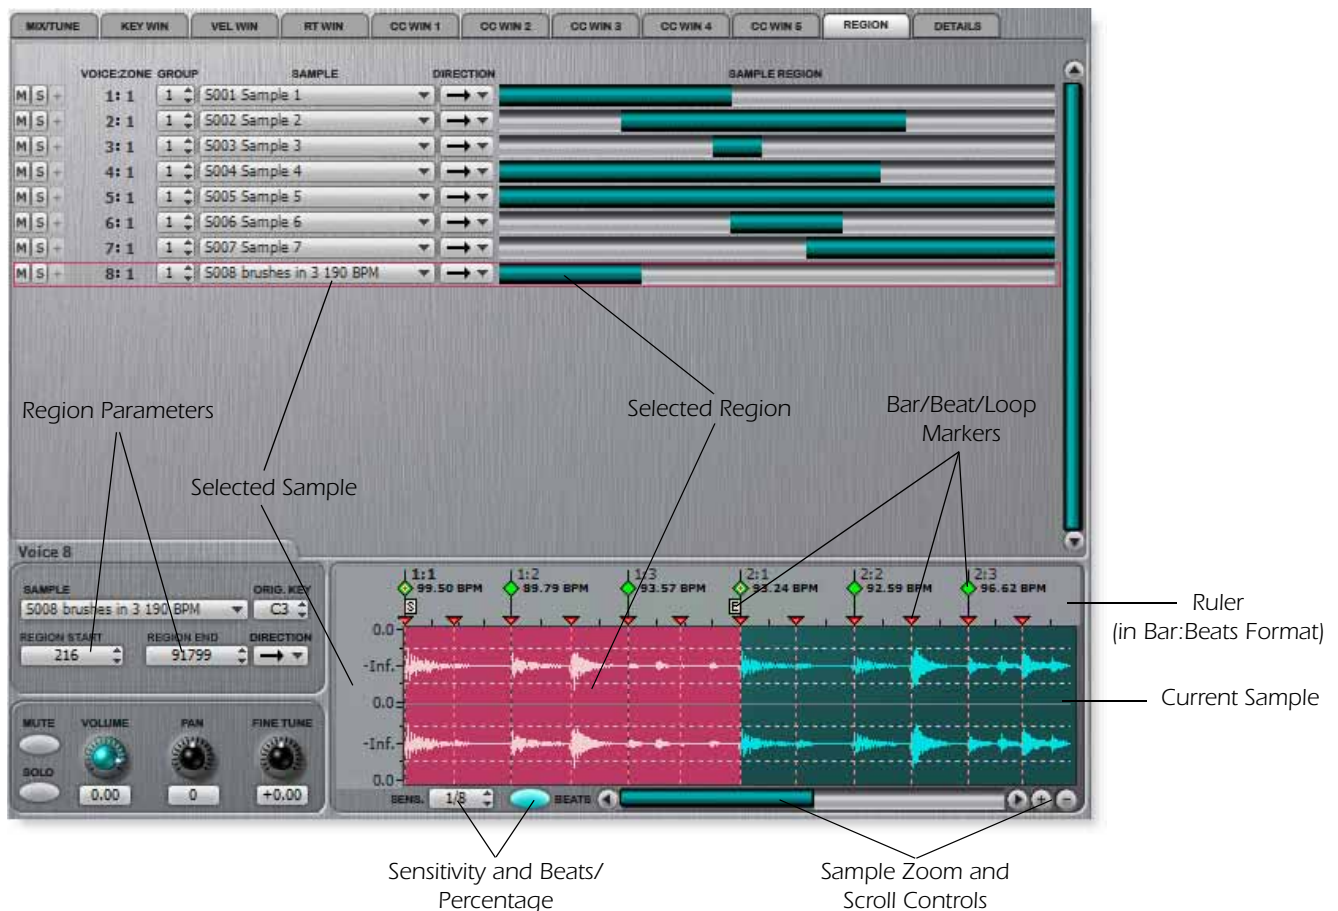 MIX/TUNE KEY WIN VEL WIN RT WIN CC WIN 1 CC WIN 2 CC WIN 3 CC WIN 4 CC WIN 5 REGION DETAILS
VOICE:ZONE GROUP SAMPLE DIRECTION SAMPLE REGION
M S + 1: 1 1 S001 Sample 1
M S + 2: 1 1 S002 Sample 2
M S + 3: 1 1 S003 Sample 3
M S + 4: 1 1 S004 Sample 4
M S + 5: 1 1 S005 Sample 5
M S + 6: 1 1 S006 Sample 6
M S + 7: 1 1 S007 Sample 7
M S + 8: 1 1 S008 brushes in 3 190 BPM
Region Parameters
Selected Region
Bar/Beat/Loop
Markers
Selected Sample
Voice 8
SAMPLE ORIG. KEY
S008 brushes in 3 190 BPM C3
REGION START REGION END DIRECTION
216 91799
MUTE VOLUME PAN FINE TUNE
SOLO
0.00 0 +0.00
1:1 1:2 1:3 2:1 2:2 2:3
99.50 BPM 89.79 BPM 93.57 BPM 93.24 BPM 92.59 BPM 96.62 BPM
S E
0.0
-Inf.
0.0
-Inf.
0.0
SENS. 1/8 BEATS + -
Ruler
(in Bar:Beats Format)
Current Sample
Sensitivity and Beats/
Percentage
Sample Zoom and
Scroll Controls